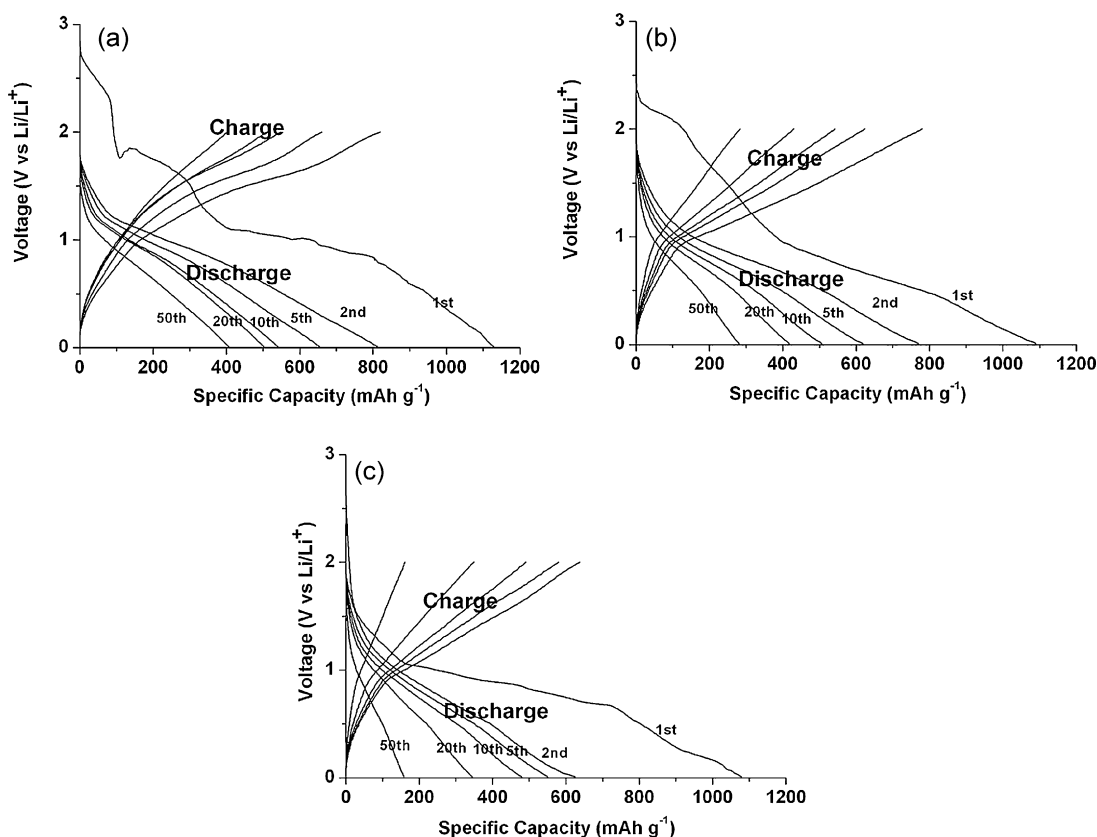 (a)
3
2
1
0
Voltage (V vs Li/Li+)
Charge
Discharge
50th
20th
10th
5th
2nd
1st
0 200 400 600 800 1000 1200
Specific Capacity (mAh g-1)
(b)
3
2
1
0
Voltage (V vs Li/Li+)
Charge
Discharge
50th
20th
10th
5th
2nd
1st
0 200 400 600 800 1000 1200
Specific Capacity (mAh g-1)
(c)
3
2
1
0
Voltage (V vs Li/Li+)
Charge
Discharge
50th
20th
10th
5th
2nd
1st
0 200 400 600 800 1000 1200
Specific Capacity (mAh g-1)